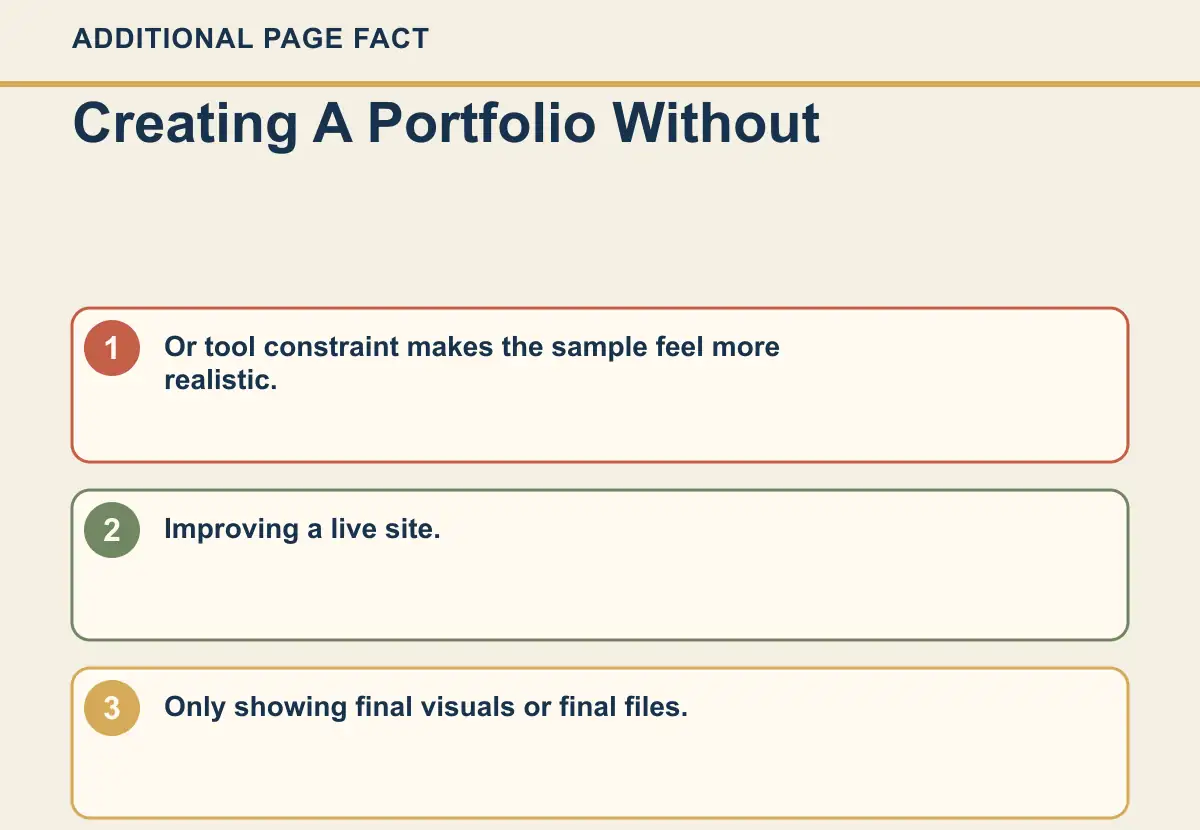 ADDITIONAL PAGE FACT
Creating A Portfolio Without
1
Or tool constraint makes the sample feel more
realistic.
2
Improving a live site.
3
Only showing final visuals or final files.